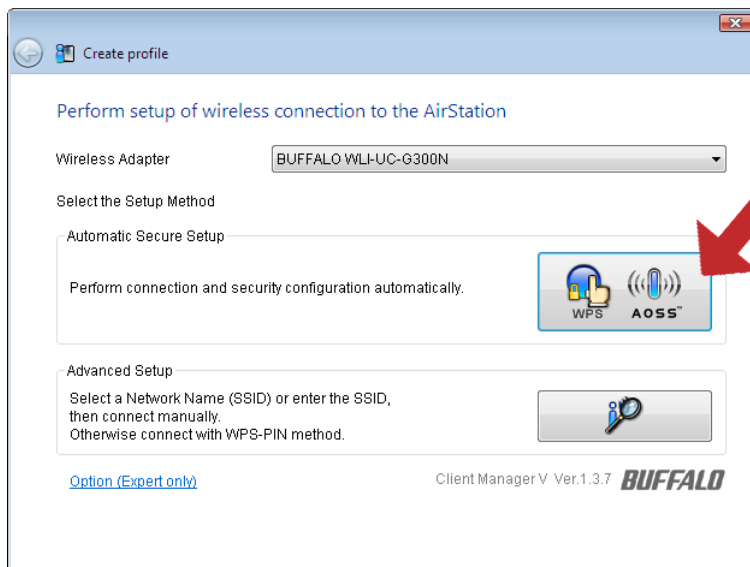 Create profile
Perform setup of wireless connection to the AirStation
Wireless Adapter
BUFFALO WLI-UC-G300N
Select the Setup Method
Automatic Secure Setup
Perform connection and security configuration automatically.
WPS
AOSS™
Advanced Setup
Select a Network Name (SSID) or enter the SSID,
then connect manually.
Otherwise connect with WPS-PIN method.
Option (Expert only)
Client Manager V Ver.1.3.7 BUFFALO